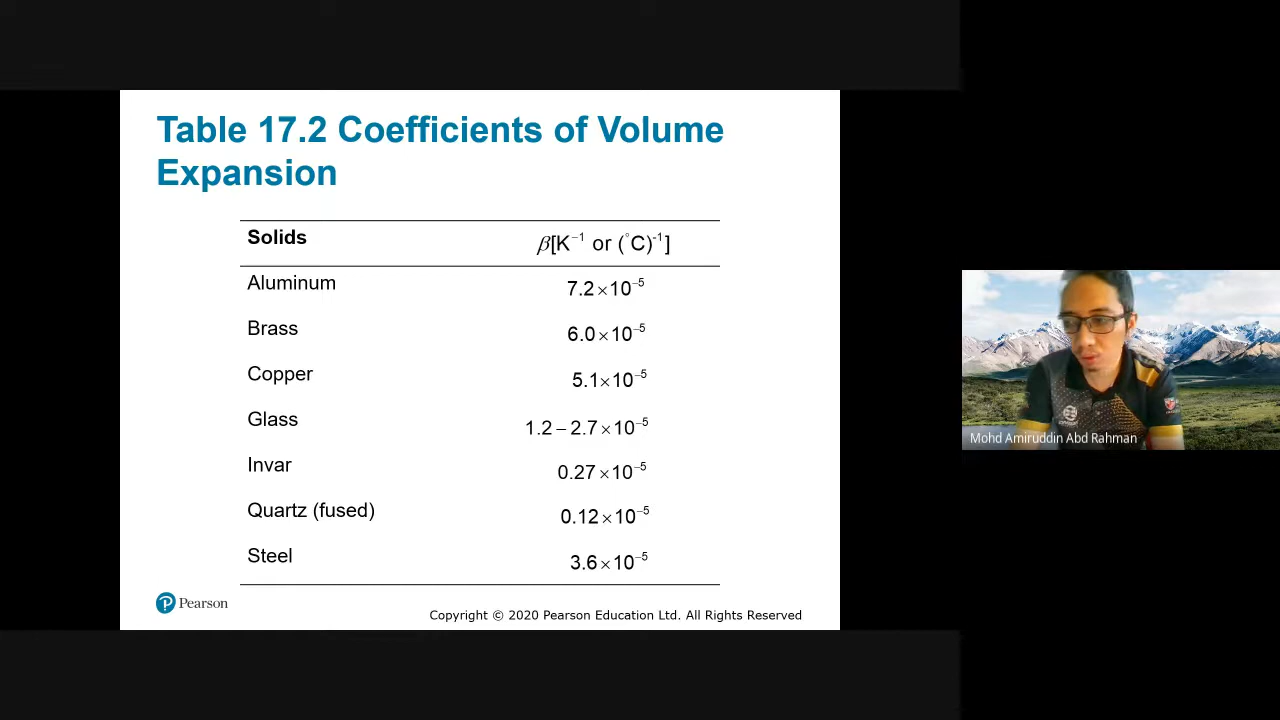 Table 17.2 Coefficients of Volume
Expansion
Solids β[K⁻¹ or (°C)⁻¹]
Aluminum 7.2×10⁻⁵
Brass 6.0×10⁻⁵
Copper 5.1×10⁻⁵
Glass 1.2–2.7×10⁻⁵
Invar 0.27×10⁻⁵
Quartz (fused) 0.12×10⁻⁵
Steel 3.6×10⁻⁵
P Pearson
Copyright © 2020 Pearson Education Ltd. All Rights Reserved
Mohd Amiruddin Abd Rahman